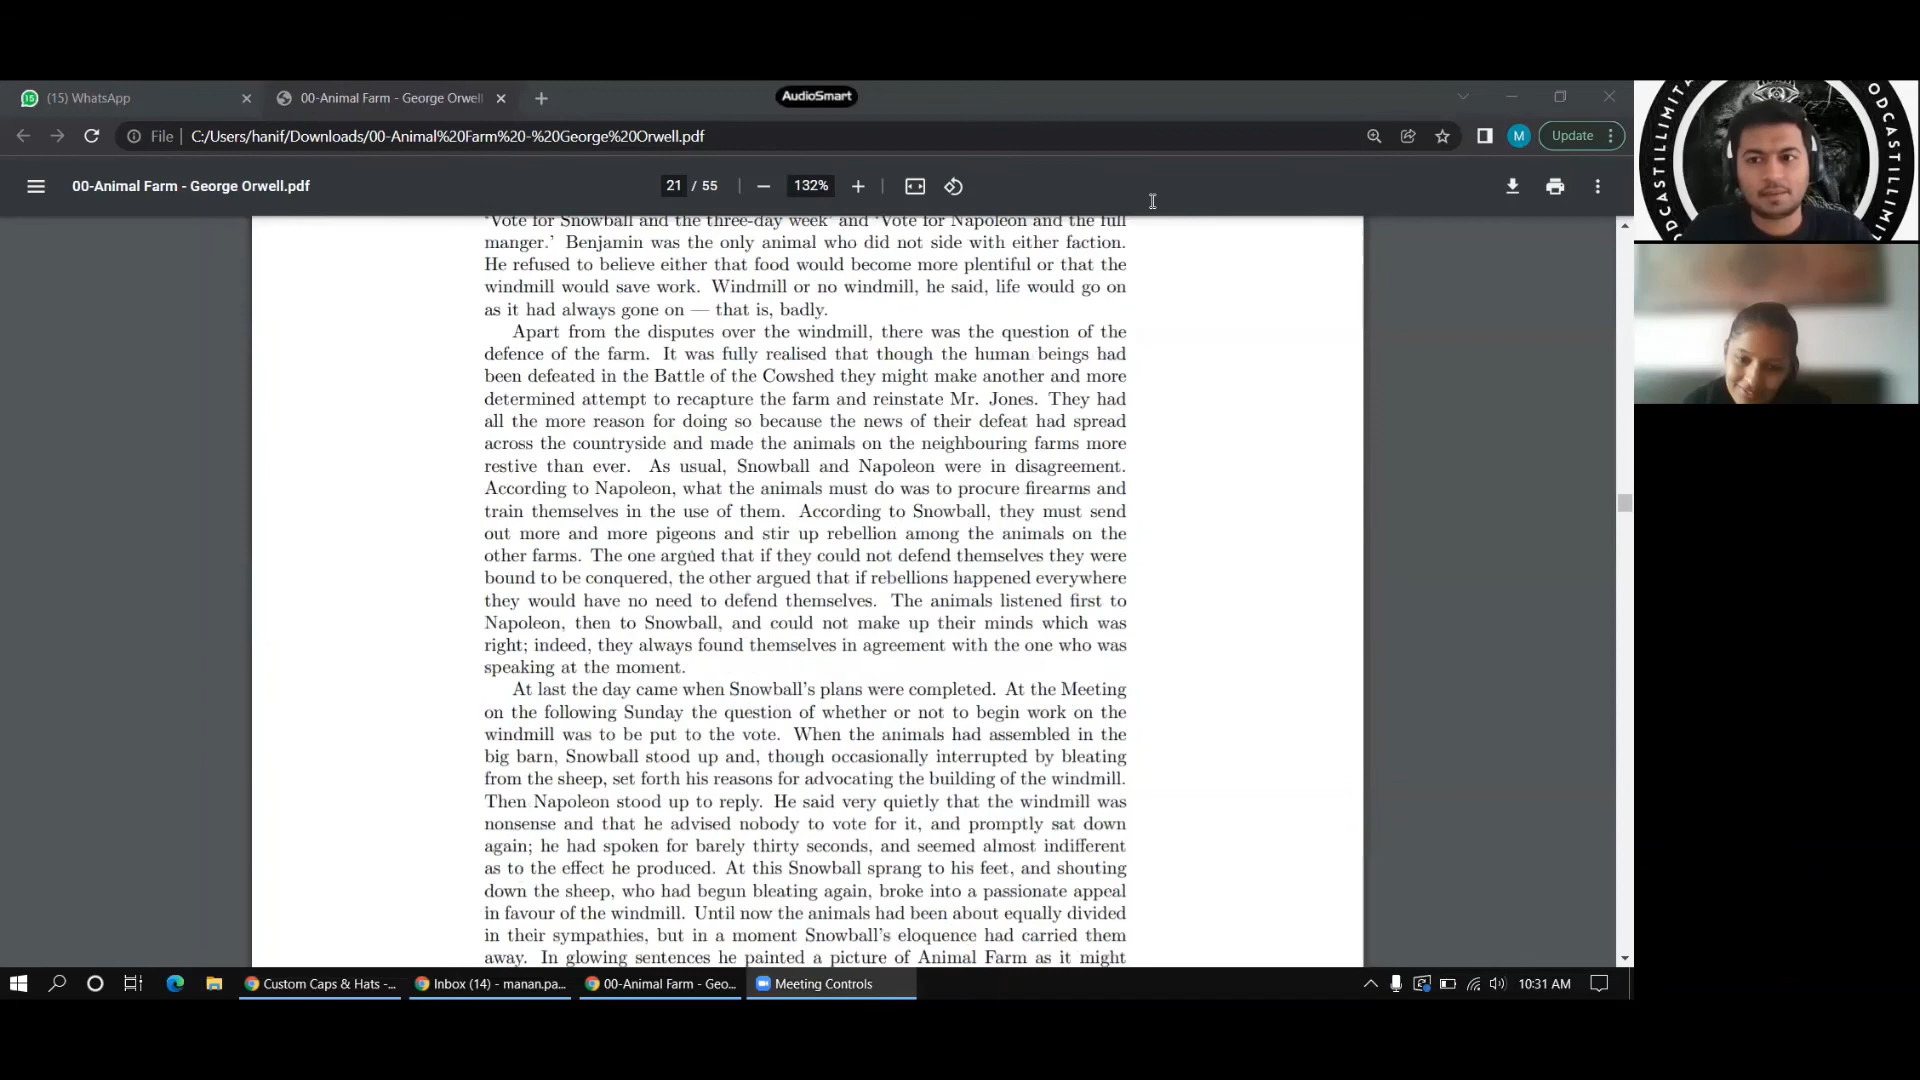 (15) WhatsApp
00-Animal Farm - George Orwell
AudioSmart
File
C:/Users/hanif/Downloads/00-Animal%20Farm%20-%20George%20Orwell.pdf
M
Update
00-Animal Farm - George Orwell.pdf
21 / 55
132%
'Vote for Snowball and the three-day week' and 'Vote for Napoleon and the full
manger.' Benjamin was the only animal who did not side with either faction.
He refused to believe either that food would become more plentiful or that the
windmill would save work. Windmill or no windmill, he said, life would go on
as it had always gone on — that is, badly.
Apart from the disputes over the windmill, there was the question of the
defence of the farm. It was fully realised that though the human beings had
been defeated in the Battle of the Cowshed they might make another and more
determined attempt to recapture the farm and reinstate Mr. Jones. They had
all the more reason for doing so because the news of their defeat had spread
across the countryside and made the animals on the neighbouring farms more
restive than ever. As usual, Snowball and Napoleon were in disagreement.
According to Napoleon, what the animals must do was to procure firearms and
train themselves in the use of them. According to Snowball, they must send
out more and more pigeons and stir up rebellion among the animals on the
other farms. The one argued that if they could not defend themselves they were
bound to be conquered, the other argued that if rebellions happened everywhere
they would have no need to defend themselves. The animals listened first to
Napoleon, then to Snowball, and could not make up their minds which was
right; indeed, they always found themselves in agreement with the one who was
speaking at the moment.
At last the day came when Snowball's plans were completed. At the Meeting
on the following Sunday the question of whether or not to begin work on the
windmill was to be put to the vote. When the animals had assembled in the
big barn, Snowball stood up and, though occasionally interrupted by bleating
from the sheep, set forth his reasons for advocating the building of the windmill.
Then Napoleon stood up to reply. He said very quietly that the windmill was
nonsense and that he advised nobody to vote for it, and promptly sat down
again; he had spoken for barely thirty seconds, and seemed almost indifferent
as to the effect he produced. At this Snowball sprang to his feet, and shouting
down the sheep, who had begun bleating again, broke into a passionate appeal
in favour of the windmill. Until now the animals had been about equally divided
in their sympathies, but in a moment Snowball's eloquence had carried them
away. In glowing sentences he painted a picture of Animal Farm as it might
Custom Caps & Hats -...
Inbox (14) - manan.pa...
00-Animal Farm - Geo...
Meeting Controls
10:31 AM